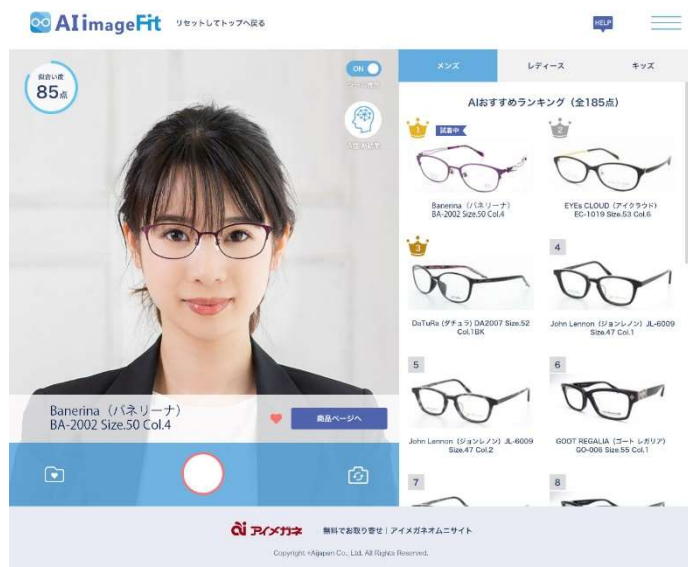 AI imageFit
リセットしてトップへ戻る
HELP
似合い度
85点
ON
メンズ
レディース
キッズ
AIおすすめランキング（全185点）
1
試着中
2
Banerina（バネリーナ）
BA-2002 Size.50 Col.4
EYEs CLOUD（アイクラウド）
EC-1019 Size.53 Col.6
3
4
DaTuRa (ダチュラ) DA2007 Size.52
Col.1BK
John Lennon（ジョンレノン）JL-6009
Size.47 Col.1
5
6
John Lennon（ジョンレノン）JL-6009
Size.47 Col.2
GOOT REGALIA（ゴート レガリア）
GO-006 Size.55 Col.1
7
8
Banerina（バネリーナ）
BA-2002 Size.50 Col.4
商品ページへ
ai アイメガネ
無料でお取り寄せ｜アイメガネオムニサイト
Copyright +Aijapan Co., Ltd. All Rights Reserved.